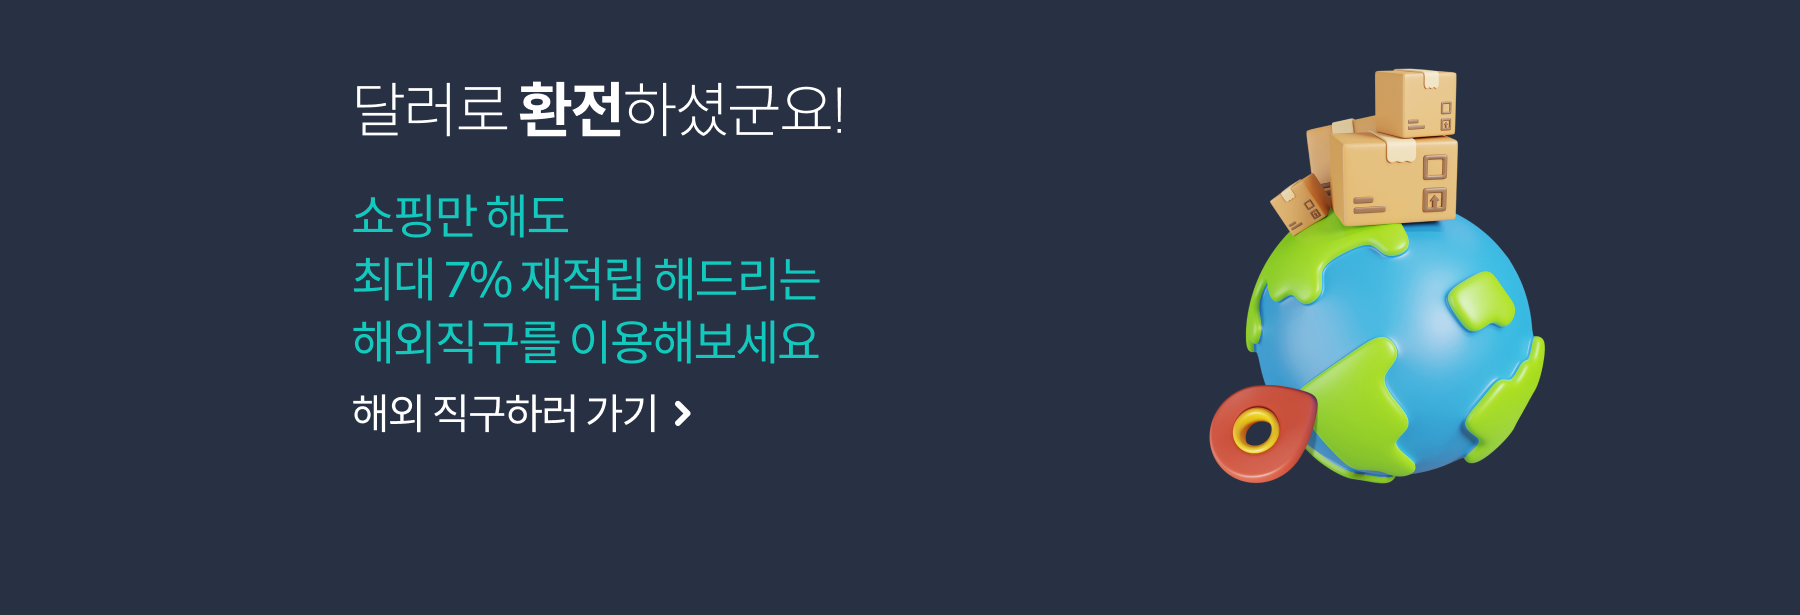 달러로 환전하셨군요!
쇼핑만 해도
최대 7% 재적립 해드리는
해외직구를 이용해보세요
해외 직구하러 가기